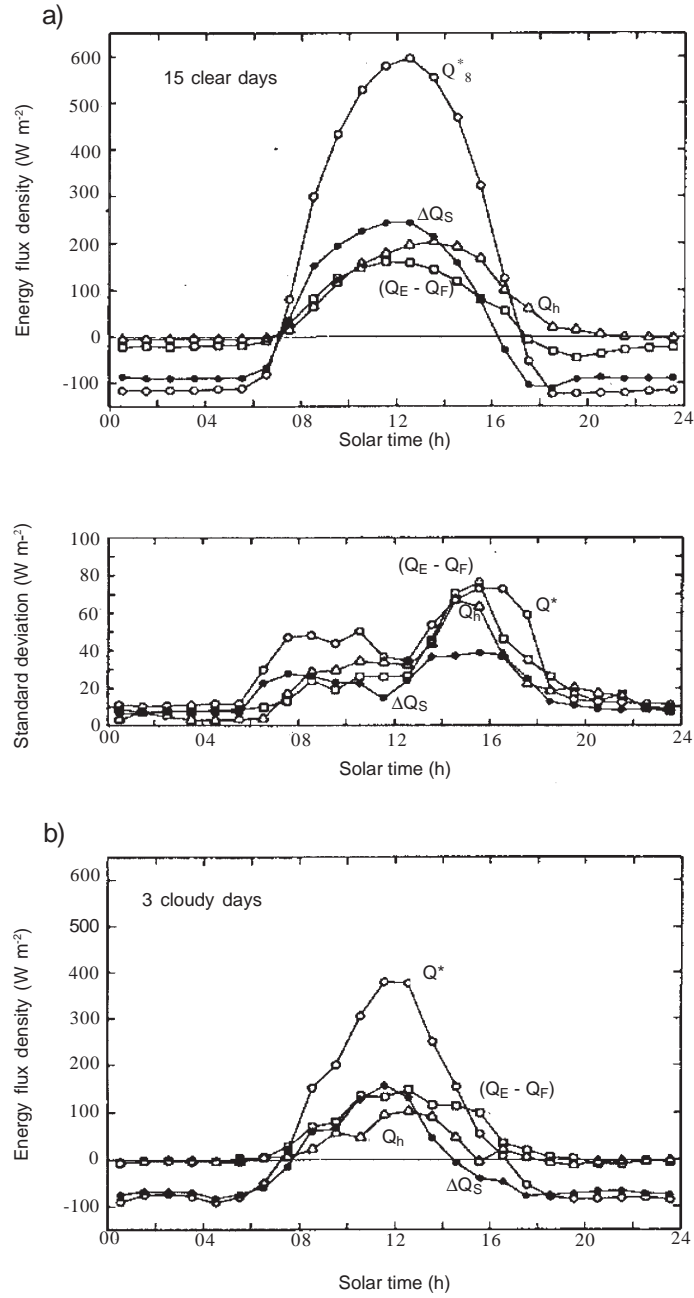 a)
600
500
400
300
200
100
0
-100
15 clear days
Q*8
ΔQS
Qh
(QE - QF)
Energy flux density (W m-2)
00 04 08 12 16 20 24
Solar time (h)
100
80
60
40
20
0
(QE - QF)
Q*
Qh
ΔQS
Standard deviation (W m-2)
00 04 08 12 16 20 24
Solar time (h)
b)
600
500
400
300
200
100
0
-100
3 cloudy days
Q*
(QE - QF)
Qh
ΔQS
Energy flux density (W m-2)
00 04 08 12 16 20 24
Solar time (h)